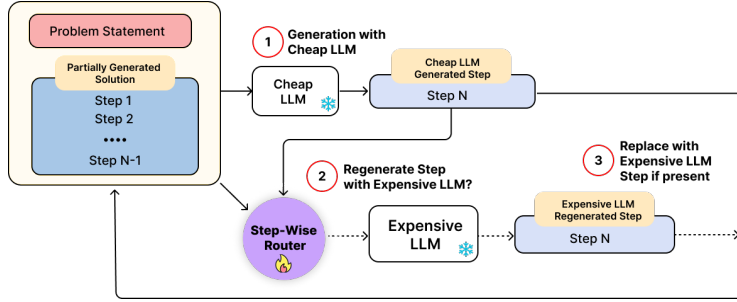 Problem Statement
Partially Generated
Solution
Step 1
Step 2
••••
Step N-1
1
Generation with
Cheap LLM
Cheap
LLM
Cheap LLM
Generated Step
Step N
2
Regenerate Step
with Expensive LLM?
Step-Wise
Router
Expensive
LLM
3
Replace with
Expensive LLM
Step if present
Expensive LLM
Regenerated Step
Step N